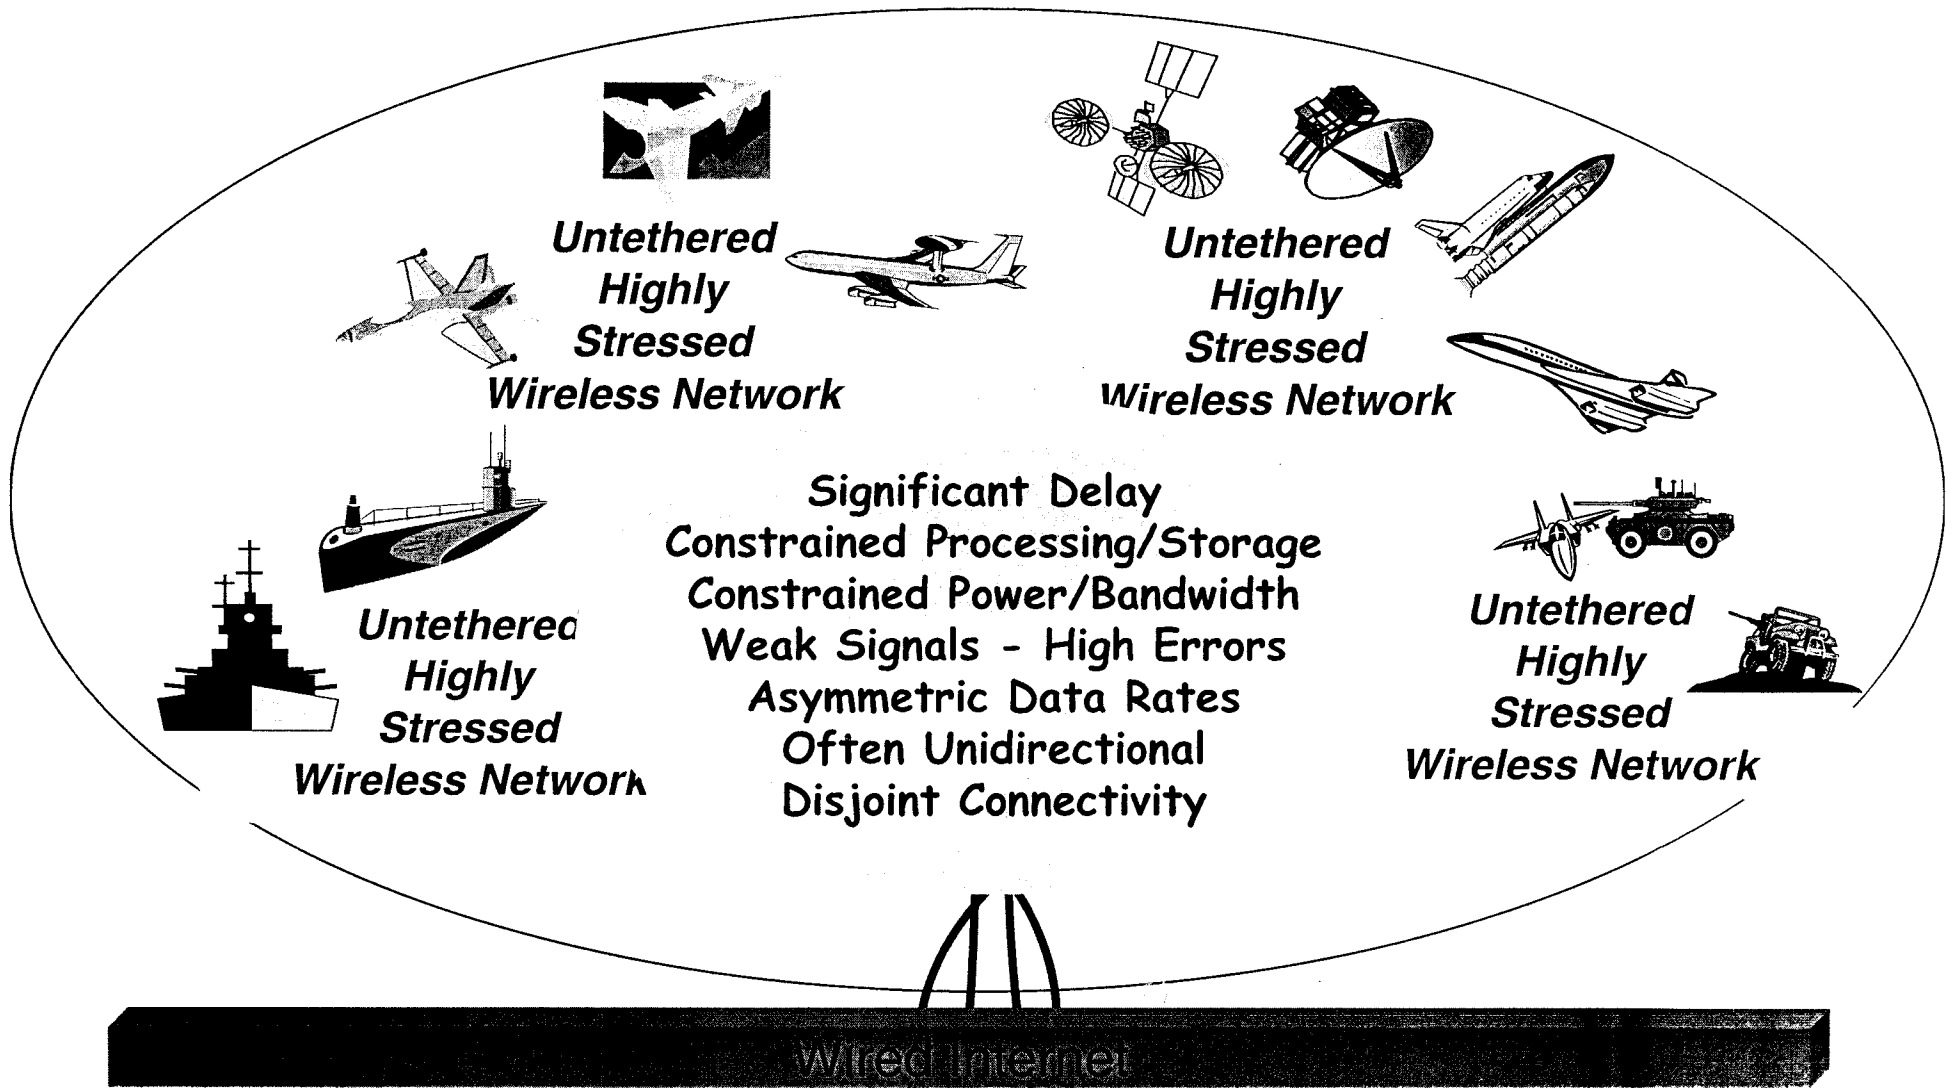 Untethered
Highly
Stressed
Wireless Network
Untethered
Highly
Stressed
Wireless Network
Significant Delay
Constrained Processing/Storage
Constrained Power/Bandwidth
Weak Signals - High Errors
Asymmetric Data Rates
Often Unidirectional
Disjoint Connectivity
Untethered
Highly
Stressed
Wireless Network
Untethered
Highly
Stressed
Wireless Network
Wired Internet